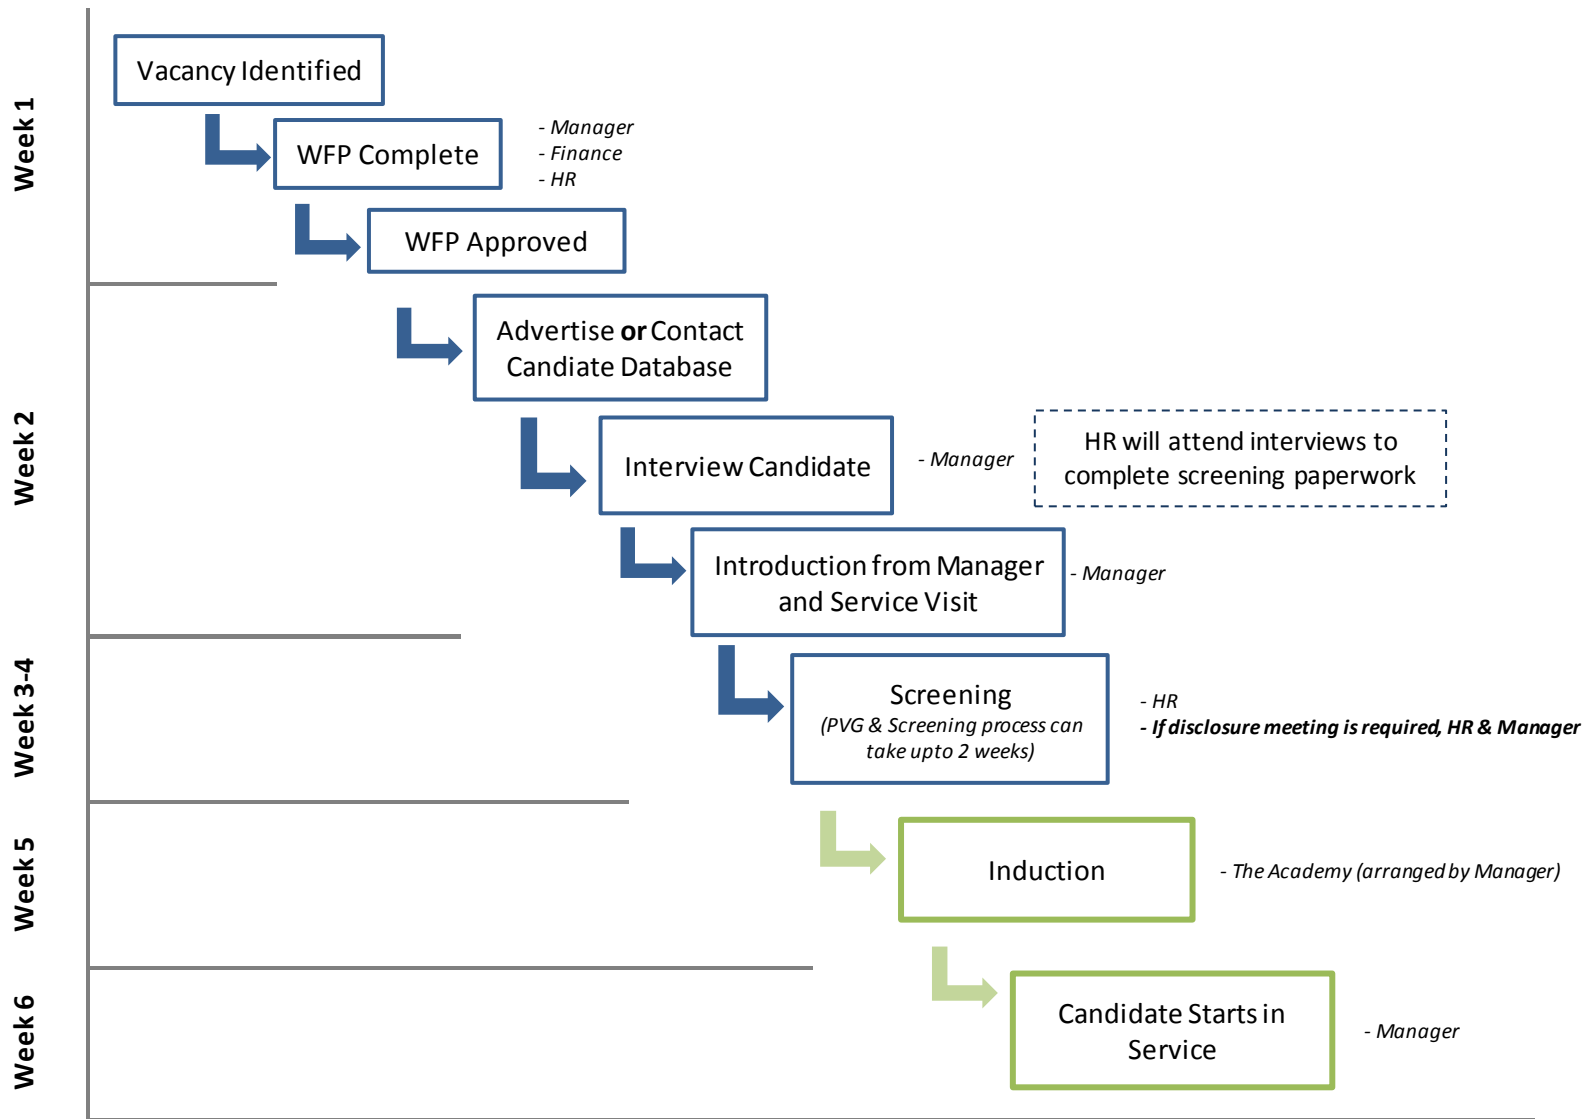 Week 1
Vacancy Identified
WFP Complete
- Manager
- Finance
- HR
WFP Approved
Week 2
Advertise or Contact
Candiate Database
Interview Candidate
- Manager
HR will attend interviews to
complete screening paperwork
Introduction from Manager
and Service Visit
- Manager
Week 3-4
Screening
(PVG & Screening process can
take upto 2 weeks)
- HR
- If disclosure meeting is required, HR & Manager
Week 5
Induction
- The Academy (arranged by Manager)
Week 6
Candidate Starts in
Service
- Manager